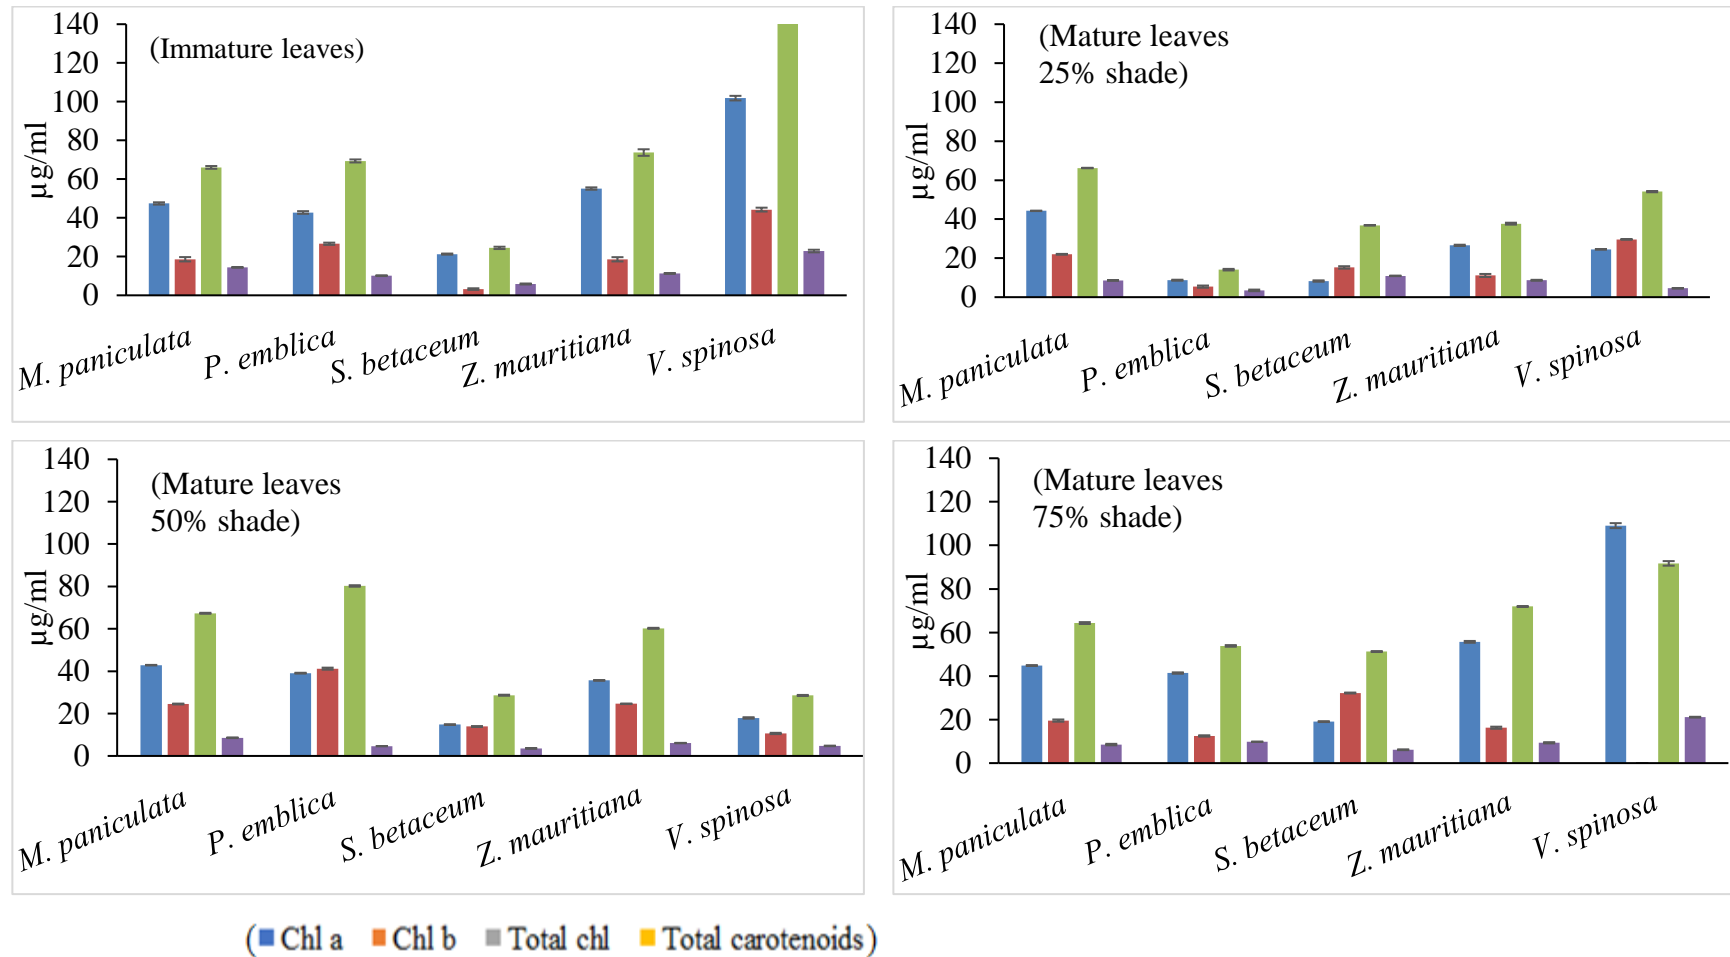 (Immature leaves)
µg/ml
140
120
100
80
60
40
20
0
M. paniculata
P. emblica
S. betaceum
Z. mauritiana
V. spinosa
(Mature leaves
25% shade)
µg/ml
140
120
100
80
60
40
20
0
M. paniculata
P. emblica
S. betaceum
Z. mauritiana
V. spinosa
(Mature leaves
50% shade)
µg/ml
140
120
100
80
60
40
20
0
M. paniculata
P. emblica
S. betaceum
Z. mauritiana
V. spinosa
(Mature leaves
75% shade)
µg/ml
140
120
100
80
60
40
20
0
M. paniculata
P. emblica
S. betaceum
Z. mauritiana
V. spinosa
(Chl a Chl b Total chl Total carotenoids)